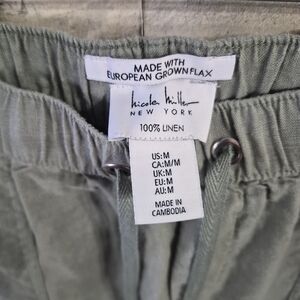 MADE WITH
EUROPEAN GROWN FLAX
Nicole Miller
NEW YORK
100% LINEN
US:M
CA:M/M
UK:M
EU:M
AU:M
MADE IN
CAMBODIA